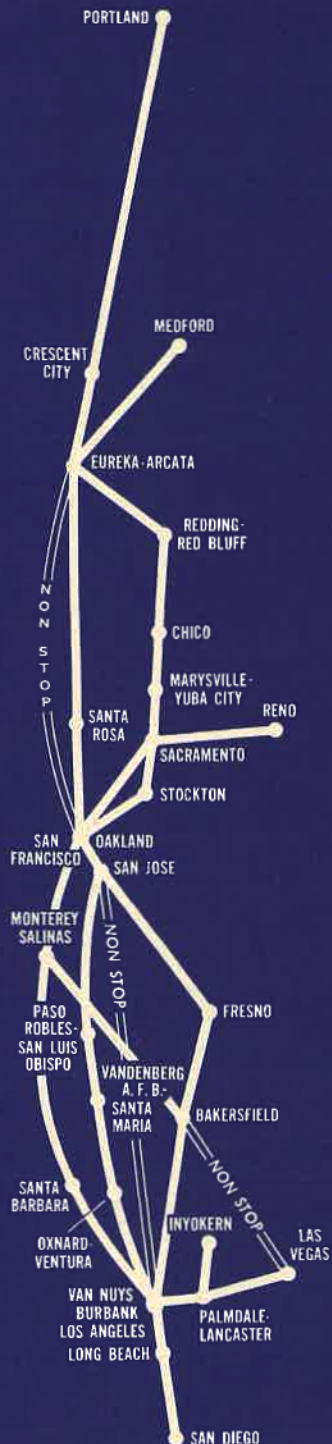 PORTLAND
MEDFORD
CRESCENT
CITY
EUREKA-ARCATA
REDDING-
RED BLUFF
NON STOP
CHICO
MARYSVILLE-
YUBA CITY
SANTA
ROSA
RENO
SACRAMENTO
STOCKTON
SAN
FRANCISCO
OAKLAND
SAN JOSE
MONTEREY
SALINAS
NON STOP
PASO
ROBLES-
SAN LUIS
OBISPO
FRESNO
VANDENBERG
A.F.B.-
SANTA
MARIA
BAKERSFIELD
NON STOP
SANTA
BARBARA
OXNARD-
VENTURA
INYOKERN
LAS
VEGAS
VAN NUYS
BURBANK
LOS ANGELES
LONG BEACH
PALMDALE-
LANCASTER
SAN DIEGO